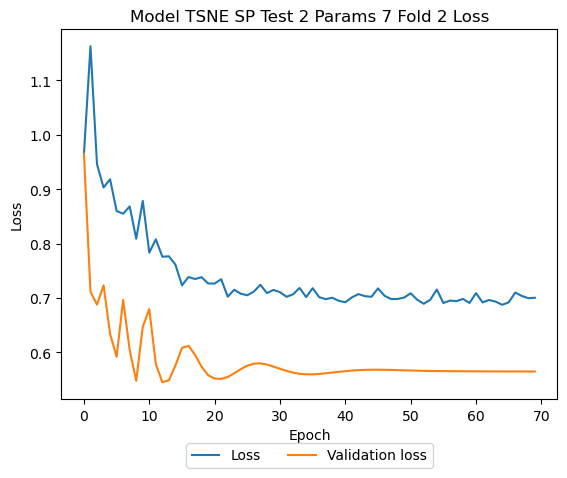 Model TSNE SP Test 2 Params 7 Fold 2 Loss
1.1
1.0
0.9
0.8
0.7
0.6
Loss
0 10 20 30 40 50 60 70
Epoch
Loss Validation loss